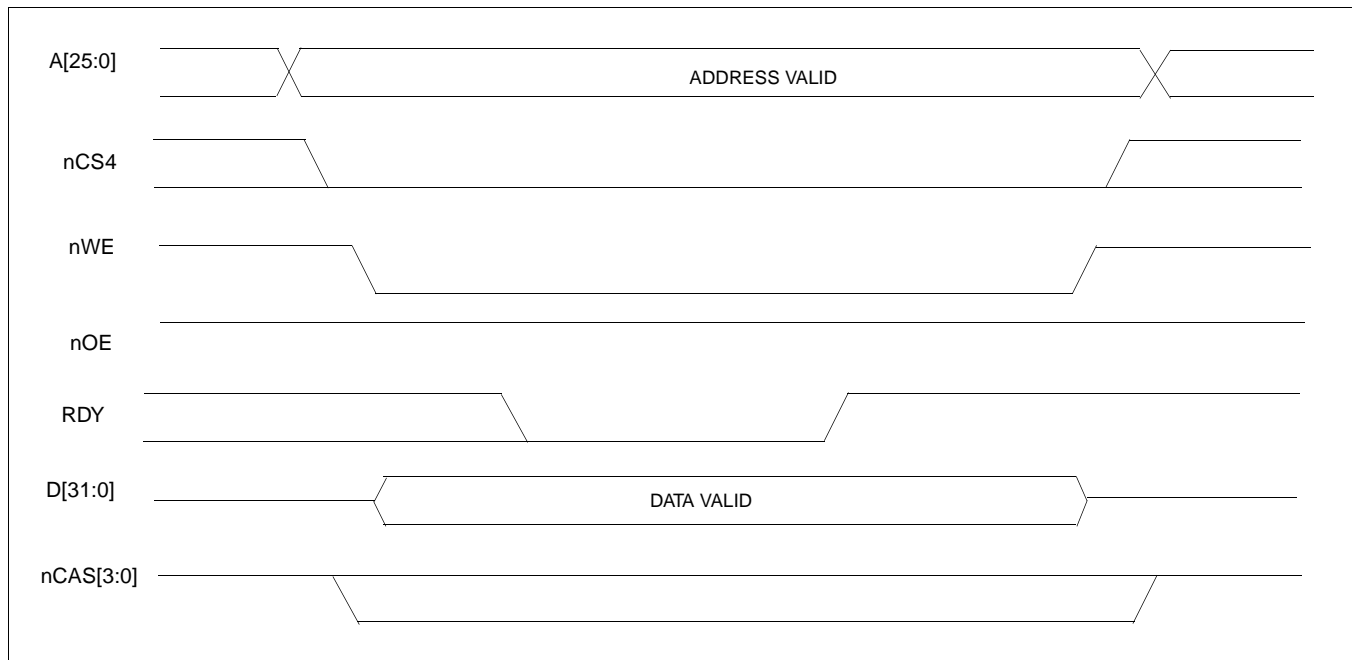 A[25:0]
ADDRESS VALID
nCS4
nWE
nOE
RDY
D[31:0]
DATA VALID
nCAS[3:0]